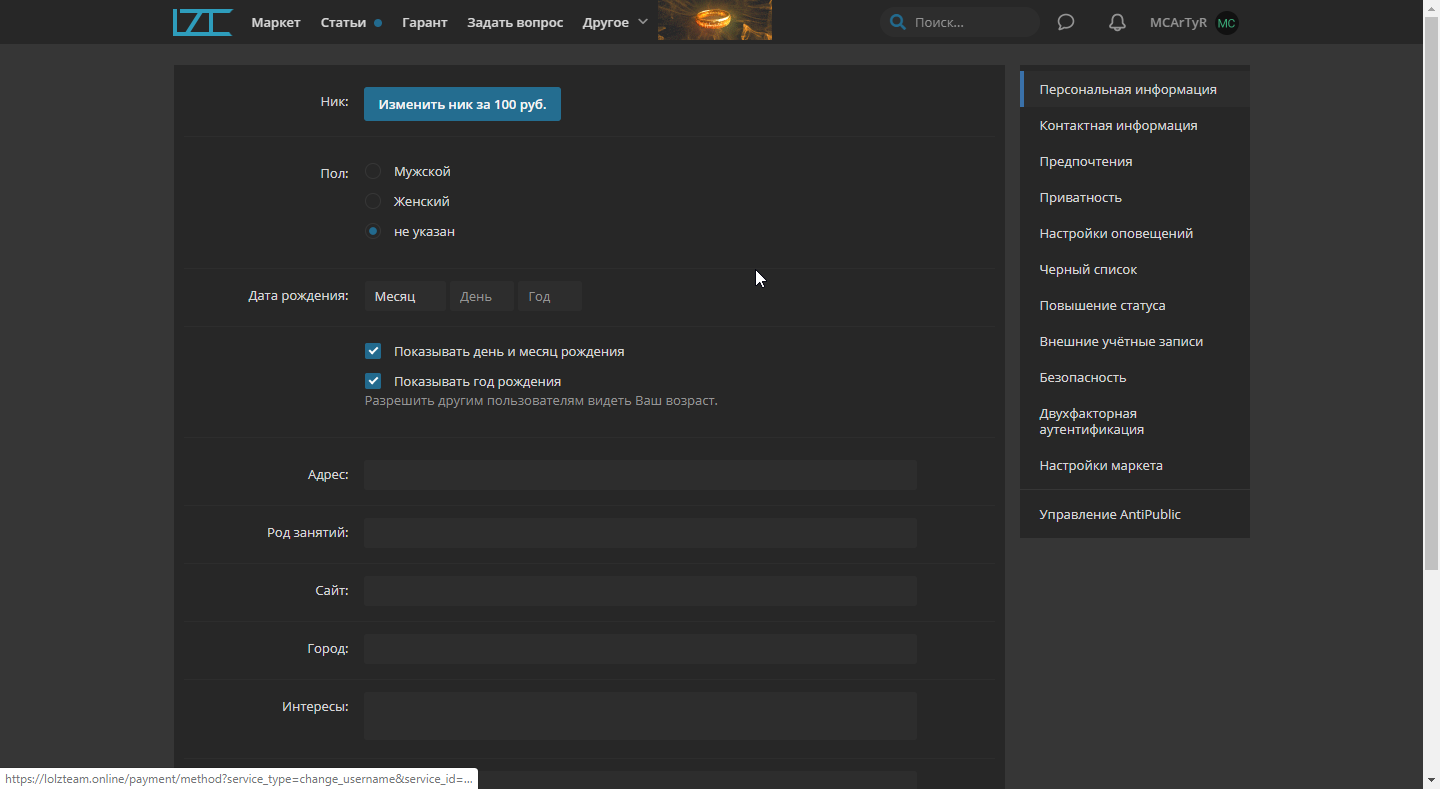 LZT
Маркет
Статьи
Гарант
Задать вопрос
Другое
Поиск...
MCArTyR
MC
Ник:
Изменить ник за 100 руб.
Пол:
Мужской
Женский
не указан
Дата рождения:
Месяц
День
Год
Показывать день и месяц рождения
Показывать год рождения
Разрешить другим пользователям видеть Ваш возраст.
Адрес:
Род занятий:
Сайт:
Город:
Интересы:
Персональная информация
Контактная информация
Предпочтения
Приватность
Настройки оповещений
Черный список
Повышение статуса
Внешние учётные записи
Безопасность
Двухфакторная
аутентификация
Настройки маркета
Управление AntiPublic
https://lolzteam.online/payment/method?service_type=change_username&service_id=...